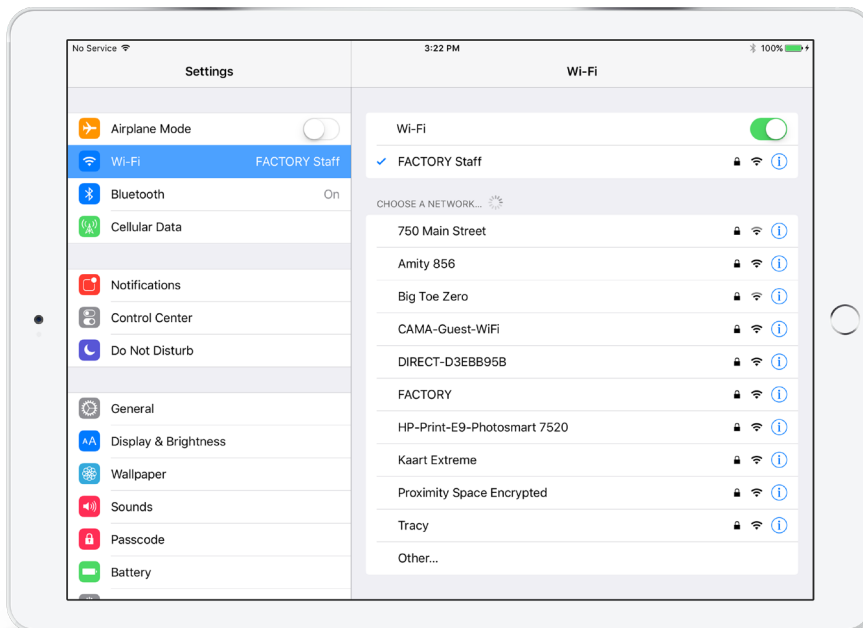 No Service 3:22 PM 100%
Settings
Airplane Mode
Wi-Fi FACTORY Staff
Bluetooth On
Cellular Data
Notifications
Control Center
Do Not Disturb
General
AA Display & Brightness
Wallpaper
Sounds
Passcode
Battery
Wi-Fi
Wi-Fi
FACTORY Staff
CHOOSE A NETWORK...
750 Main Street
Amity 856
Big Toe Zero
CAMA-Guest-WiFi
DIRECT-D3EBB95B
FACTORY
HP-Print-E9-Photosmart 7520
Kaart Extreme
Proximity Space Encrypted
Tracy
Other...